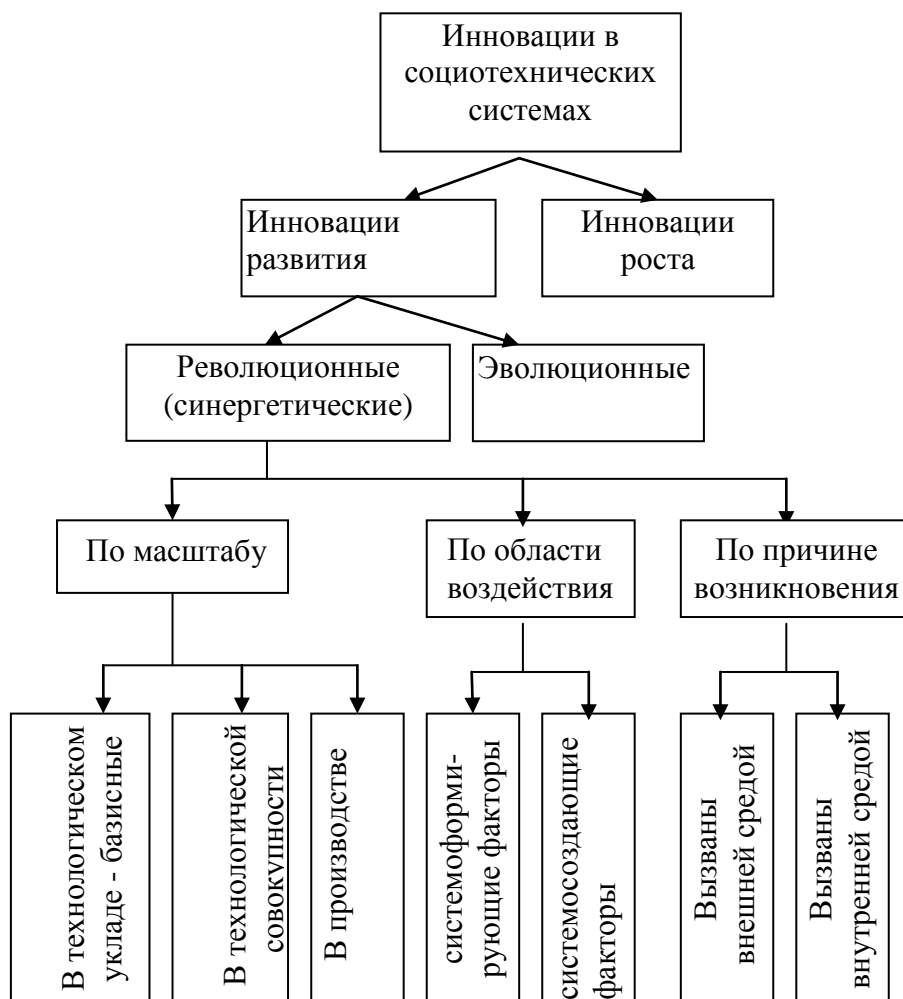 Инновации в
социотехнических
системах
Инновации
развития
Инновации
роста
Революционные
(синергетические)
Эволюционные
По масштабу
По области
воздействия
По причине
возникновения
В технологическом
укладе - базисные
В технологической
совокупности
В производстве
системоформи-
рующие факторы
системосоздающие
факторы
Вызваны
внешней средой
Вызваны
внутренней средой